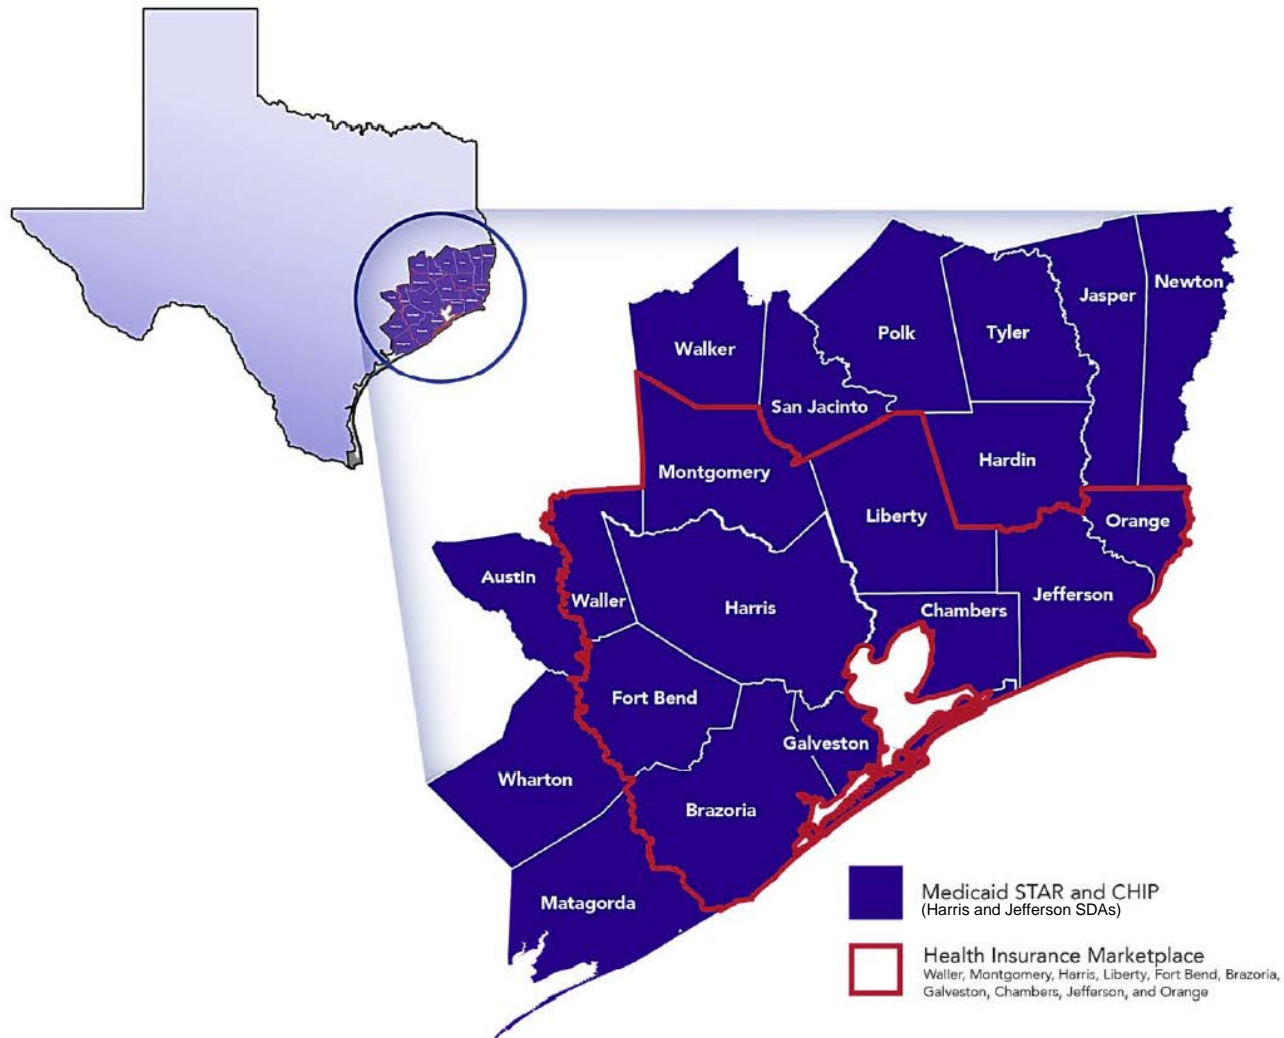 Newton
Jasper
Tyler
Polk
Walker
San Jacinto
Hardin
Montgomery
Liberty
Orange
Austin
Waller
Harris
Jefferson
Chambers
Fort Bend
Galveston
Wharton
Brazoria
Matagorda
Medicaid STAR and CHIP
(Harris and Jefferson SDAs)
Health Insurance Marketplace
Waller, Montgomery, Harris, Liberty, Fort Bend, Brazoria,
Galveston, Chambers, Jefferson, and Orange